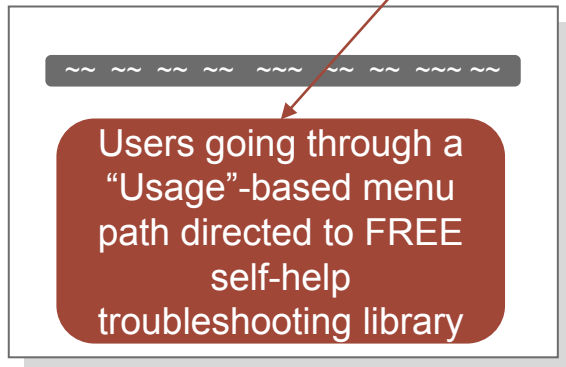 ~~ ~~ ~~ ~~ ~~~ ~~ ~~ ~~~ ~~
Users going through a
“Usage”-based menu
path directed to FREE
self-help
troubleshooting library